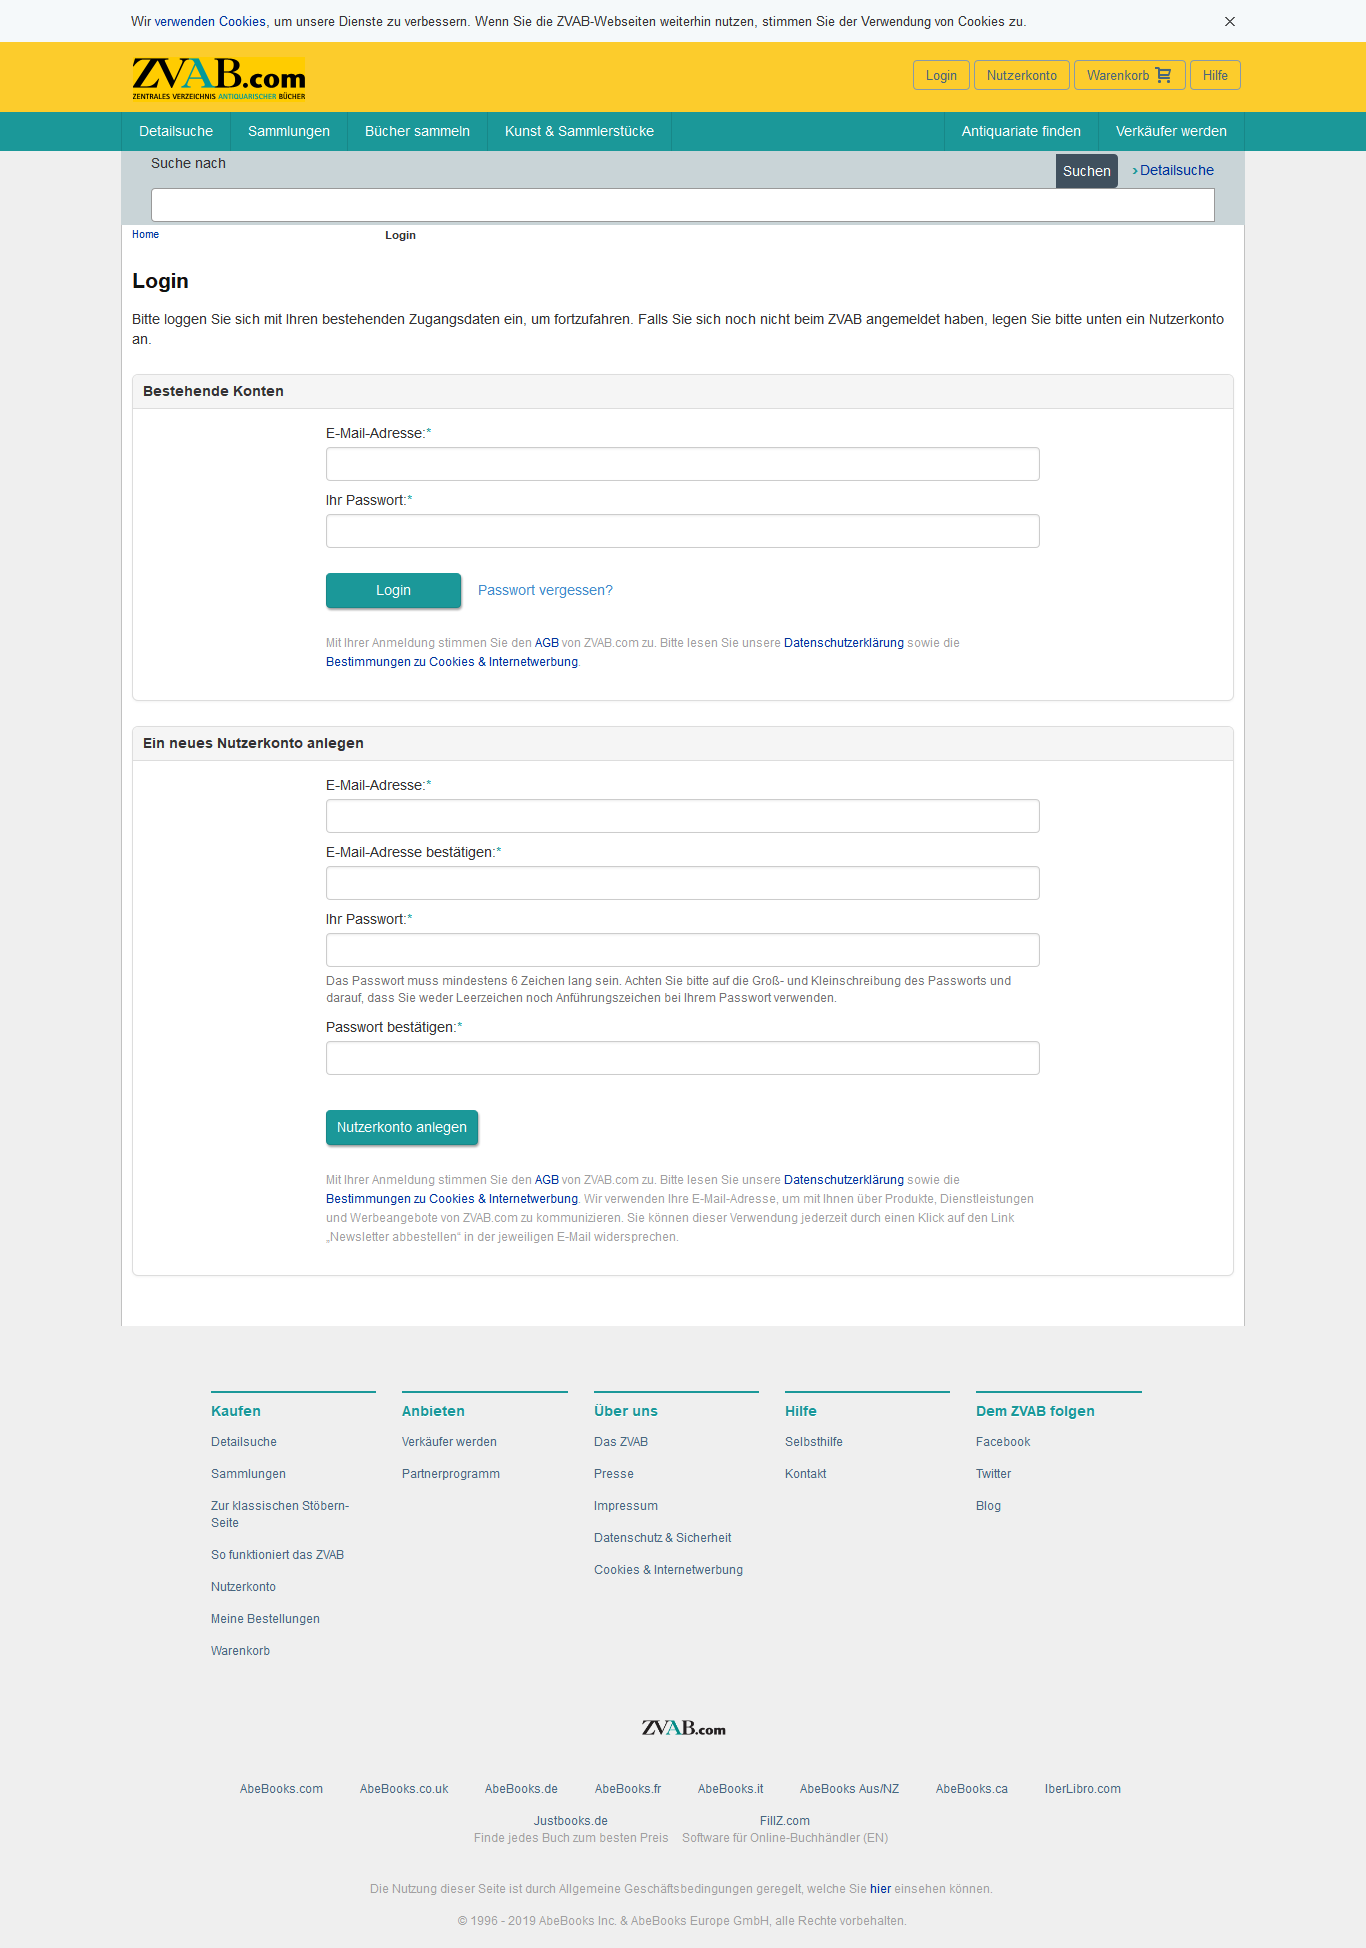 Wir verwenden Cookies, um unsere Dienste zu verbessern. Wenn Sie die ZVAB-Webseiten weiterhin nutzen, stimmen Sie der Verwendung von Cookies zu.
ZVAB.com
ZENTRALES VERZEICHNIS ANTIQUARISCHER BÜCHER
Login
Nutzerkonto
Warenkorb
Hilfe
Detailsuche
Sammlungen
Bücher sammeln
Kunst & Sammlerstücke
Antiquariate finden
Verkäufer werden
Suche nach
Suchen
›Detailsuche
Home
Login
Login
Bitte loggen Sie sich mit Ihren bestehenden Zugangsdaten ein, um fortzufahren. Falls Sie sich noch nicht beim ZVAB angemeldet haben, legen Sie bitte unten ein Nutzerkonto
an.
Bestehende Konten
E-Mail-Adresse:*
Ihr Passwort:*
Login
Passwort vergessen?
Mit Ihrer Anmeldung stimmen Sie den AGB von ZVAB.com zu. Bitte lesen Sie unsere Datenschutzerklärung sowie die
Bestimmungen zu Cookies & Internetwerbung.
Ein neues Nutzerkonto anlegen
E-Mail-Adresse:*
E-Mail-Adresse bestätigen:*
Ihr Passwort:*
Das Passwort muss mindestens 6 Zeichen lang sein. Achten Sie bitte auf die Groß- und Kleinschreibung des Passworts und
darauf, dass Sie weder Leerzeichen noch Anführungszeichen bei Ihrem Passwort verwenden.
Passwort bestätigen:*
Nutzerkonto anlegen
Mit Ihrer Anmeldung stimmen Sie den AGB von ZVAB.com zu. Bitte lesen Sie unsere Datenschutzerklärung sowie die
Bestimmungen zu Cookies & Internetwerbung. Wir verwenden Ihre E-Mail-Adresse, um mit Ihnen über Produkte, Dienstleistungen
und Werbeangebote von ZVAB.com zu kommunizieren. Sie können dieser Verwendung jederzeit durch einen Klick auf den Link
„Newsletter abbestellen“ in der jeweiligen E-Mail widersprechen.
Kaufen
Detailsuche
Sammlungen
Zur klassischen Stöbern-
Seite
So funktioniert das ZVAB
Nutzerkonto
Meine Bestellungen
Warenkorb
Anbieten
Verkäufer werden
Partnerprogramm
Über uns
Das ZVAB
Presse
Impressum
Datenschutz & Sicherheit
Cookies & Internetwerbung
Hilfe
Selbsthilfe
Kontakt
Dem ZVAB folgen
Facebook
Twitter
Blog
ZVAB.com
AbeBooks.com
AbeBooks.co.uk
AbeBooks.de
AbeBooks.fr
AbeBooks.it
AbeBooks Aus/NZ
AbeBooks.ca
IberLibro.com
Justbooks.de
Finde jedes Buch zum besten Preis
FillZ.com
Software für Online-Buchhändler (EN)
Die Nutzung dieser Seite ist durch Allgemeine Geschäftsbedingungen geregelt, welche Sie hier einsehen können.
© 1996 - 2019 AbeBooks Inc. & AbeBooks Europe GmbH, alle Rechte vorbehalten.